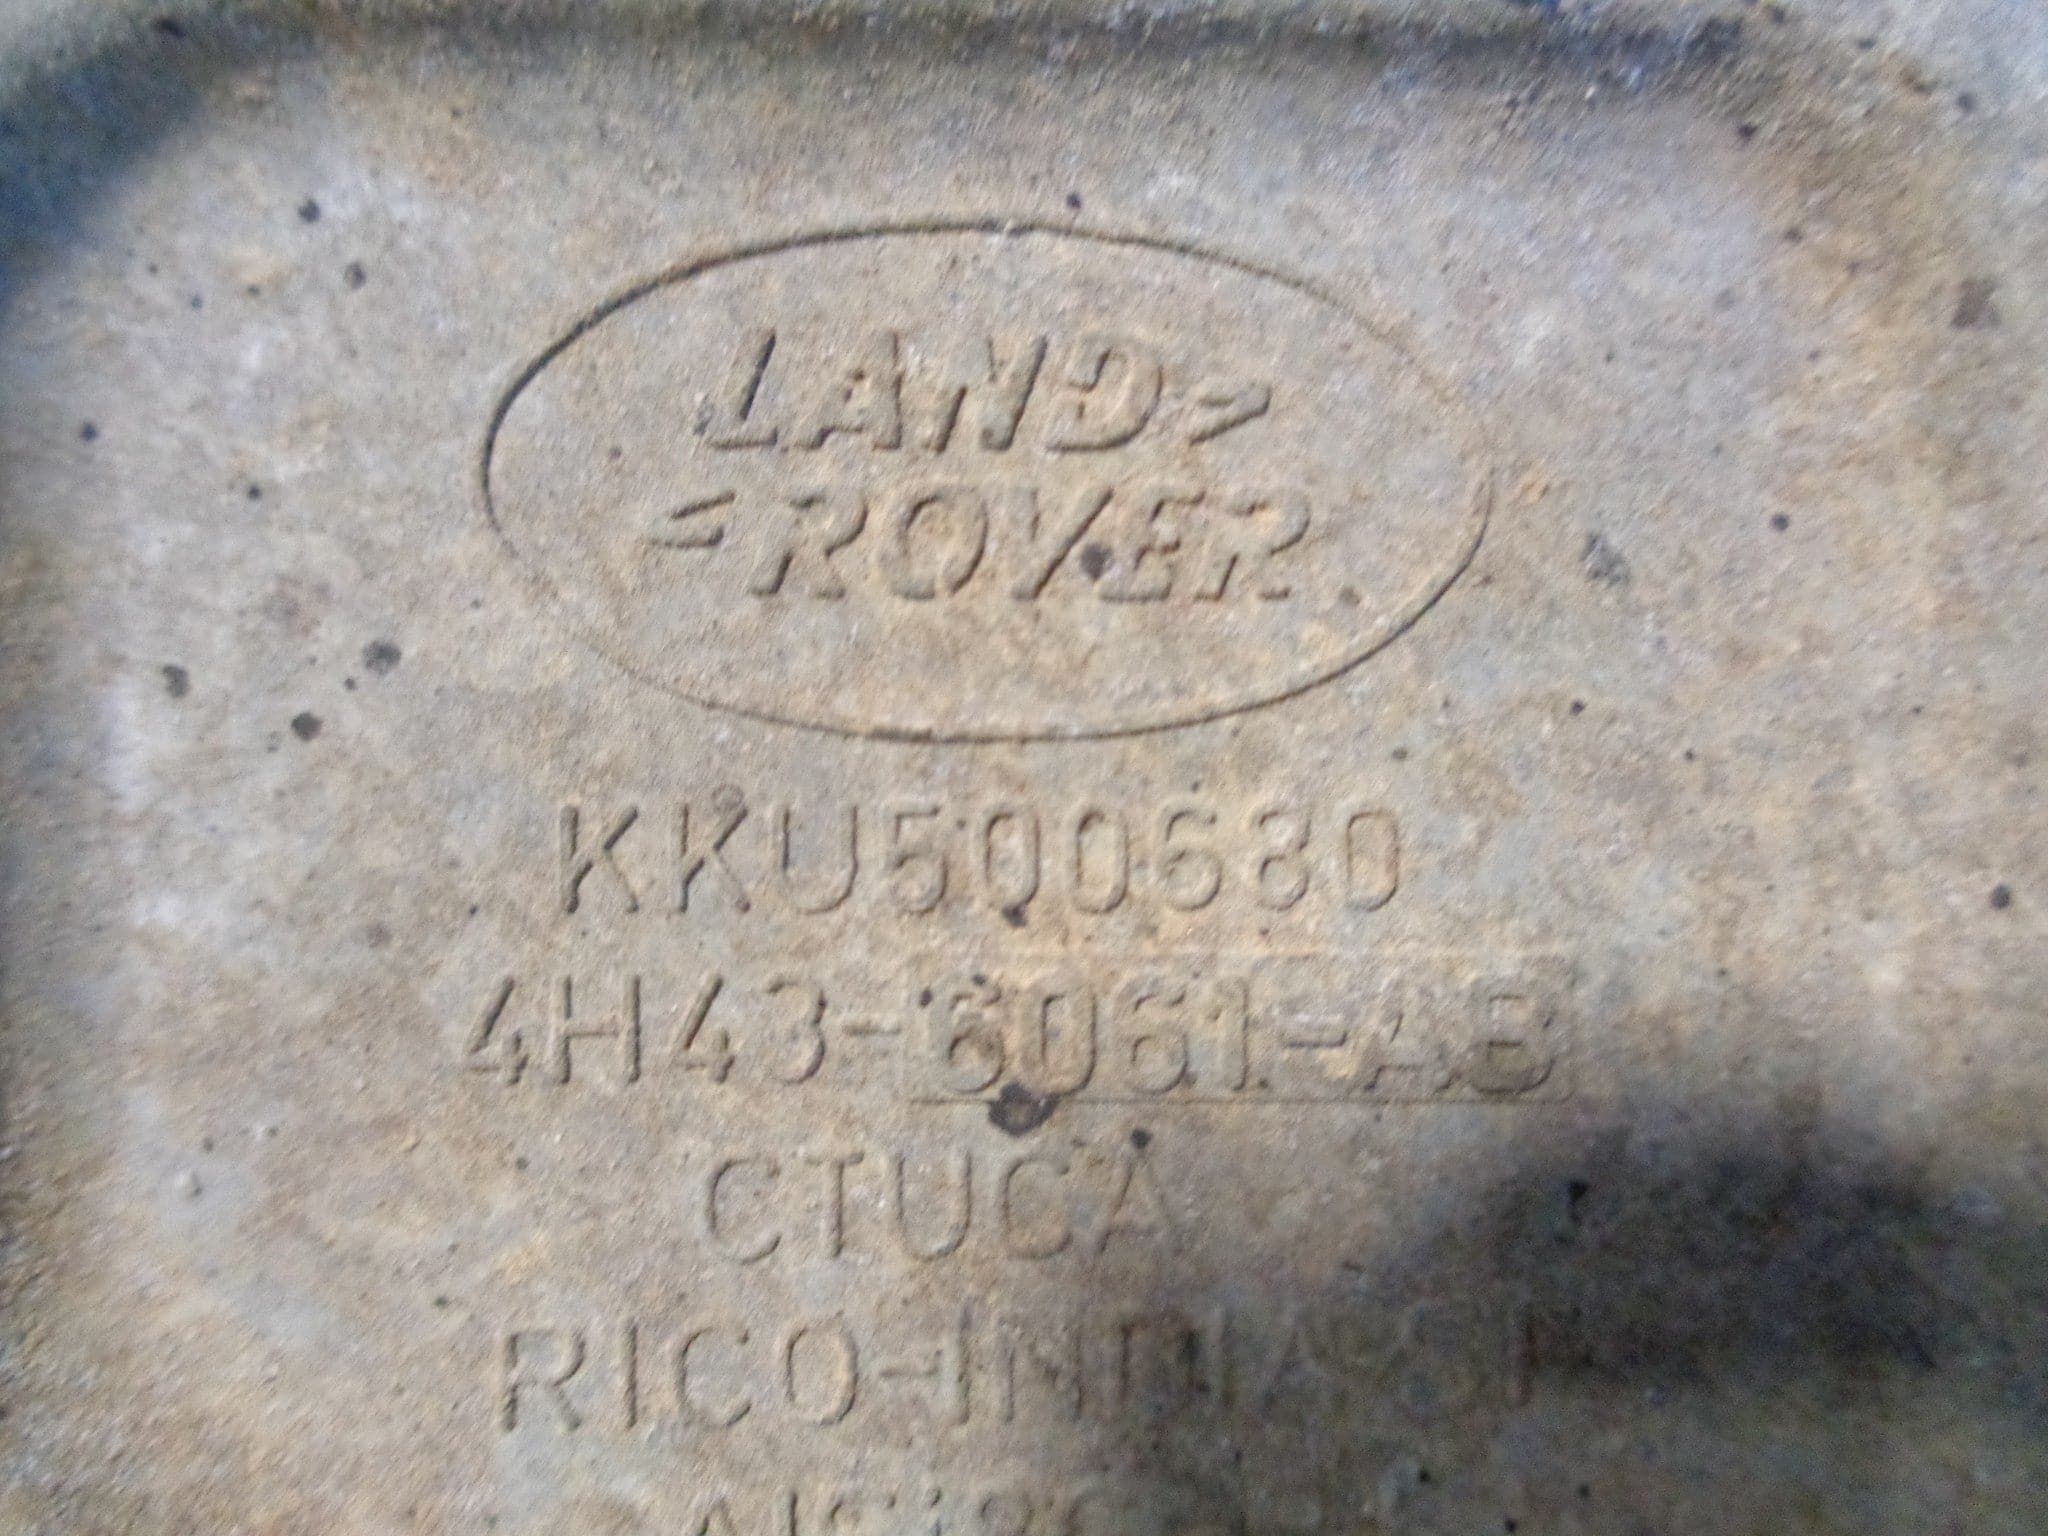 LAND
ROVER
KKU500680
4H43-6061-AB
CTUCA
RICO-INDIA